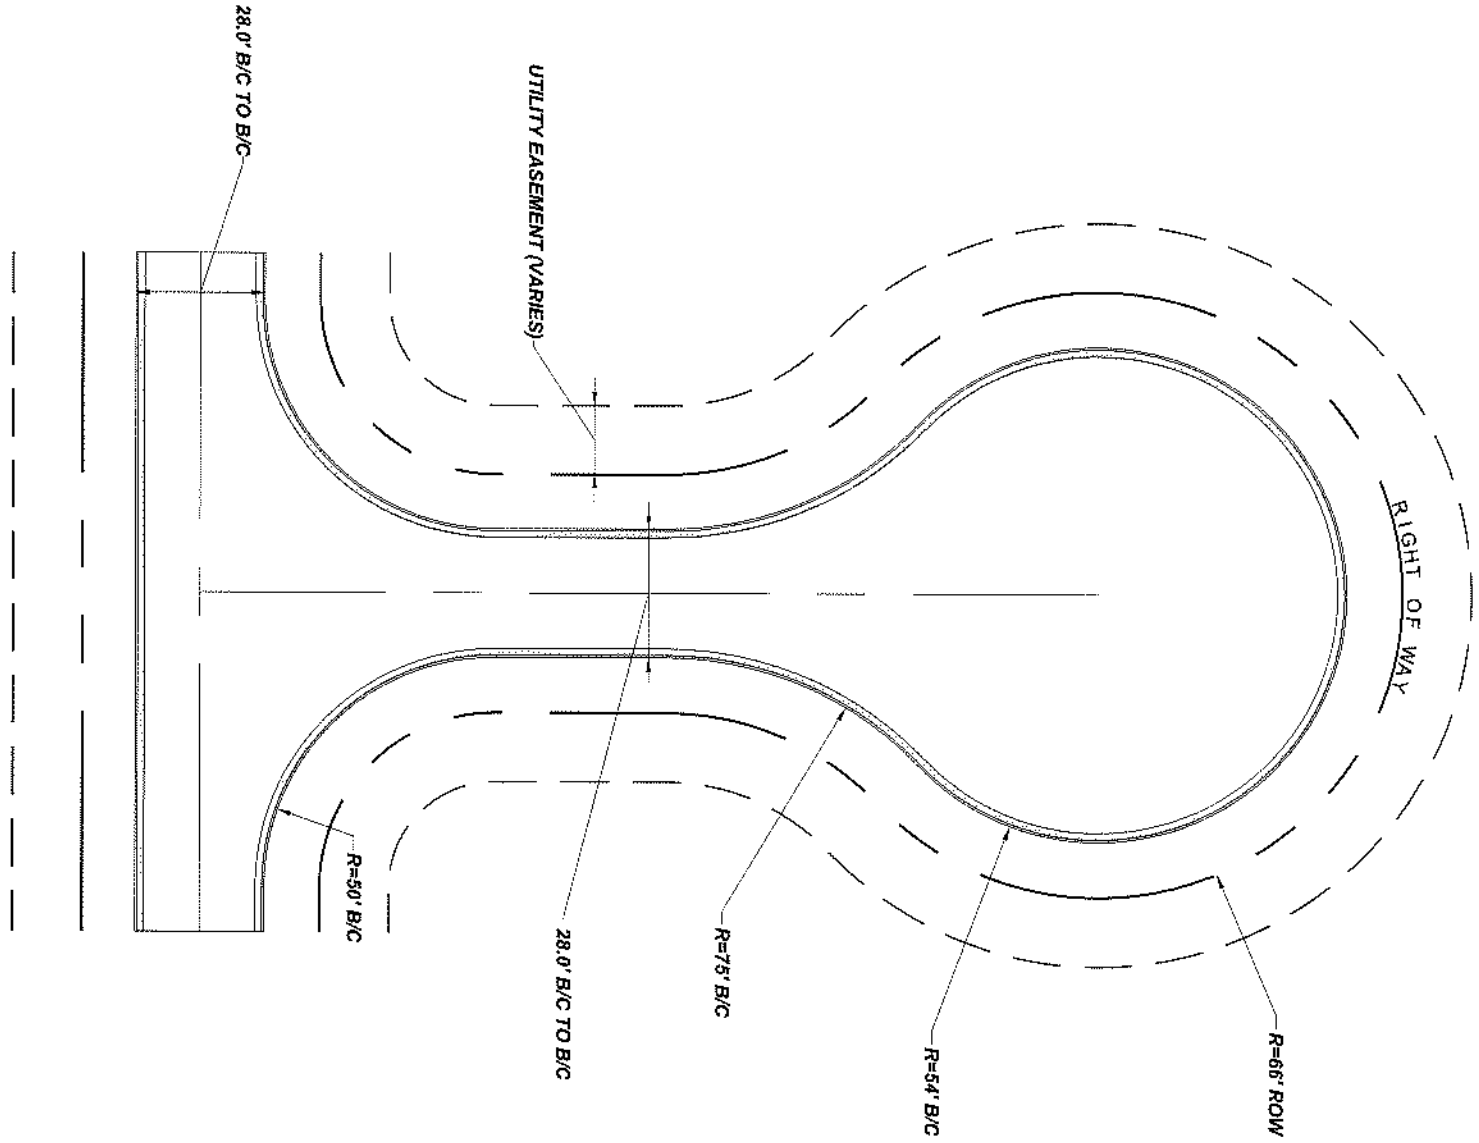 28.0' B/C TO B/C
UTILITY EASEMENT (VARIES)
RIGHT OF WAY
R=50' B/C
28.0' B/C TO B/C
R=75' B/C
R=54' B/C
R=66' ROW